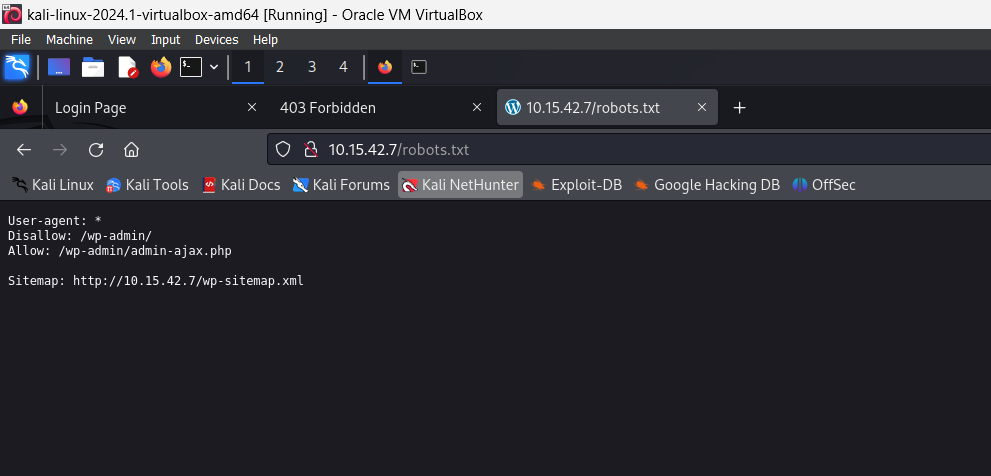 kali-linux-2024.1-virtualbox-amd64 [Running] - Oracle VM VirtualBox
File Machine View Input Devices Help
1 2 3 4
Login Page 403 Forbidden 10.15.42.7/robots.txt
10.15.42.7/robots.txt
Kali Linux Kali Tools Kali Docs Kali Forums Kali NetHunter Exploit-DB Google Hacking DB OffSec
User-agent: *
Disallow: /wp-admin/
Allow: /wp-admin/admin-ajax.php
Sitemap: http://10.15.42.7/wp-sitemap.xml